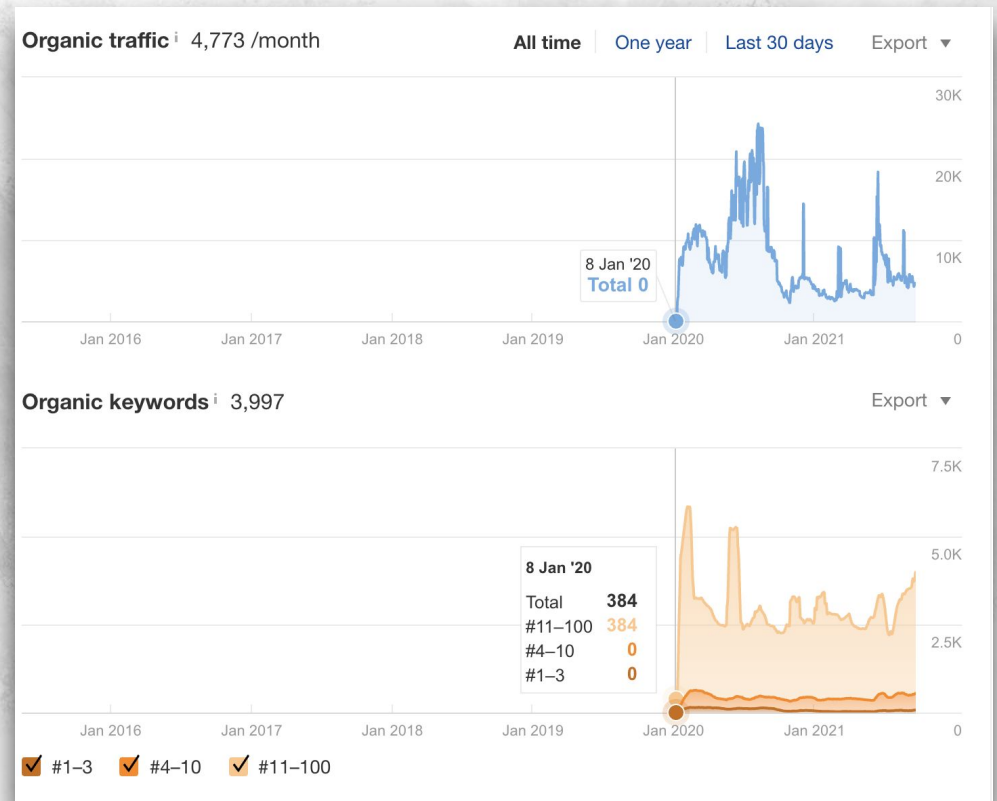 Organic traffic i 4,773 /month All time One year Last 30 days Export
30K
20K
10K
8 Jan '20
Total 0
Jan 2016 Jan 2017 Jan 2018 Jan 2019 Jan 2020 Jan 2021 0
Organic keywords i 3,997 Export
7.5K
5.0K
8 Jan '20
Total 384
#11–100 384
#4–10 0
#1–3 0
2.5K
Jan 2016 Jan 2017 Jan 2018 Jan 2019 Jan 2020 Jan 2021 0
#1–3 #4–10 #11–100